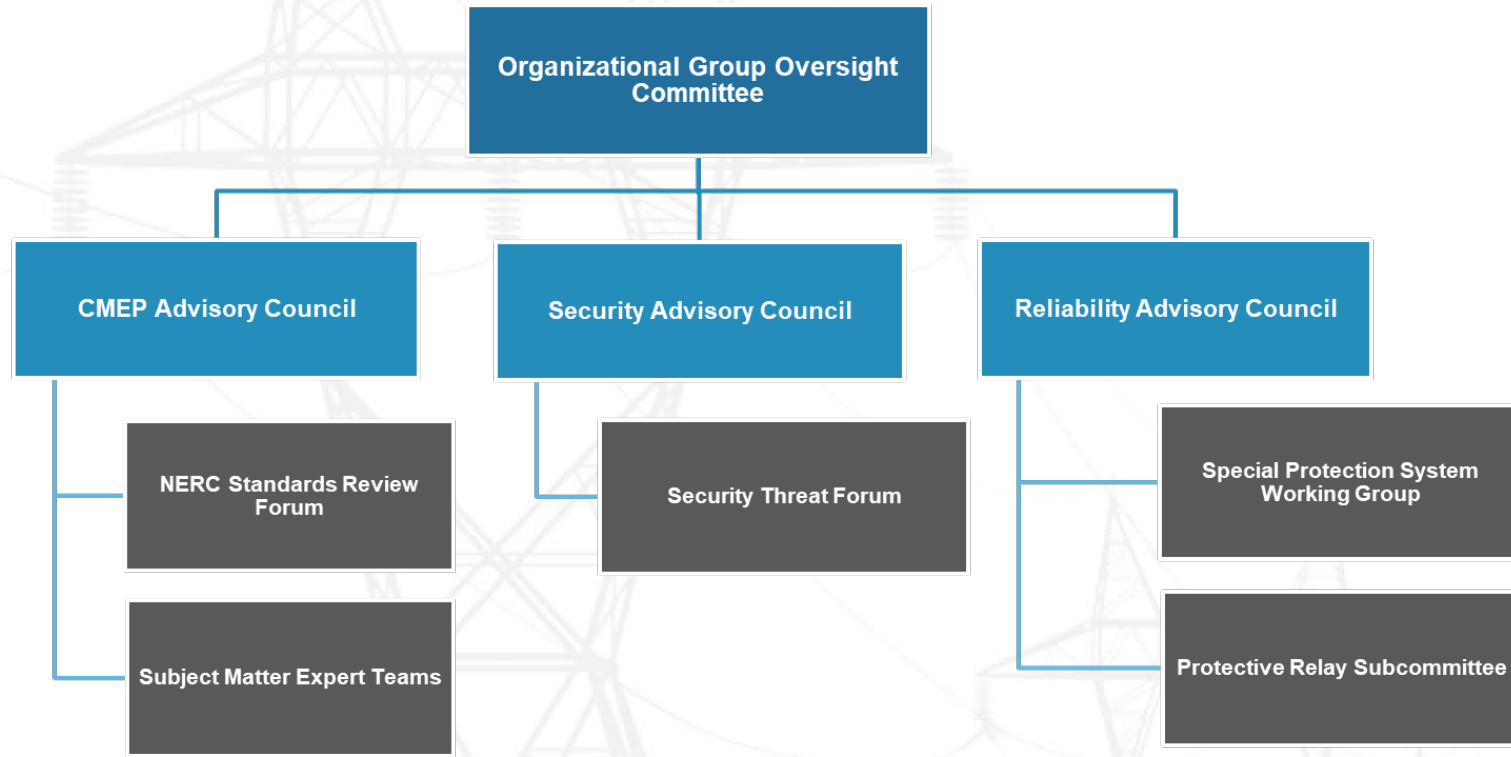 Organizational Group Oversight
Committee
CMEP Advisory Council
Security Advisory Council
Reliability Advisory Council
NERC Standards Review
Forum
Security Threat Forum
Special Protection System
Working Group
Subject Matter Expert Teams
Protective Relay Subcommittee